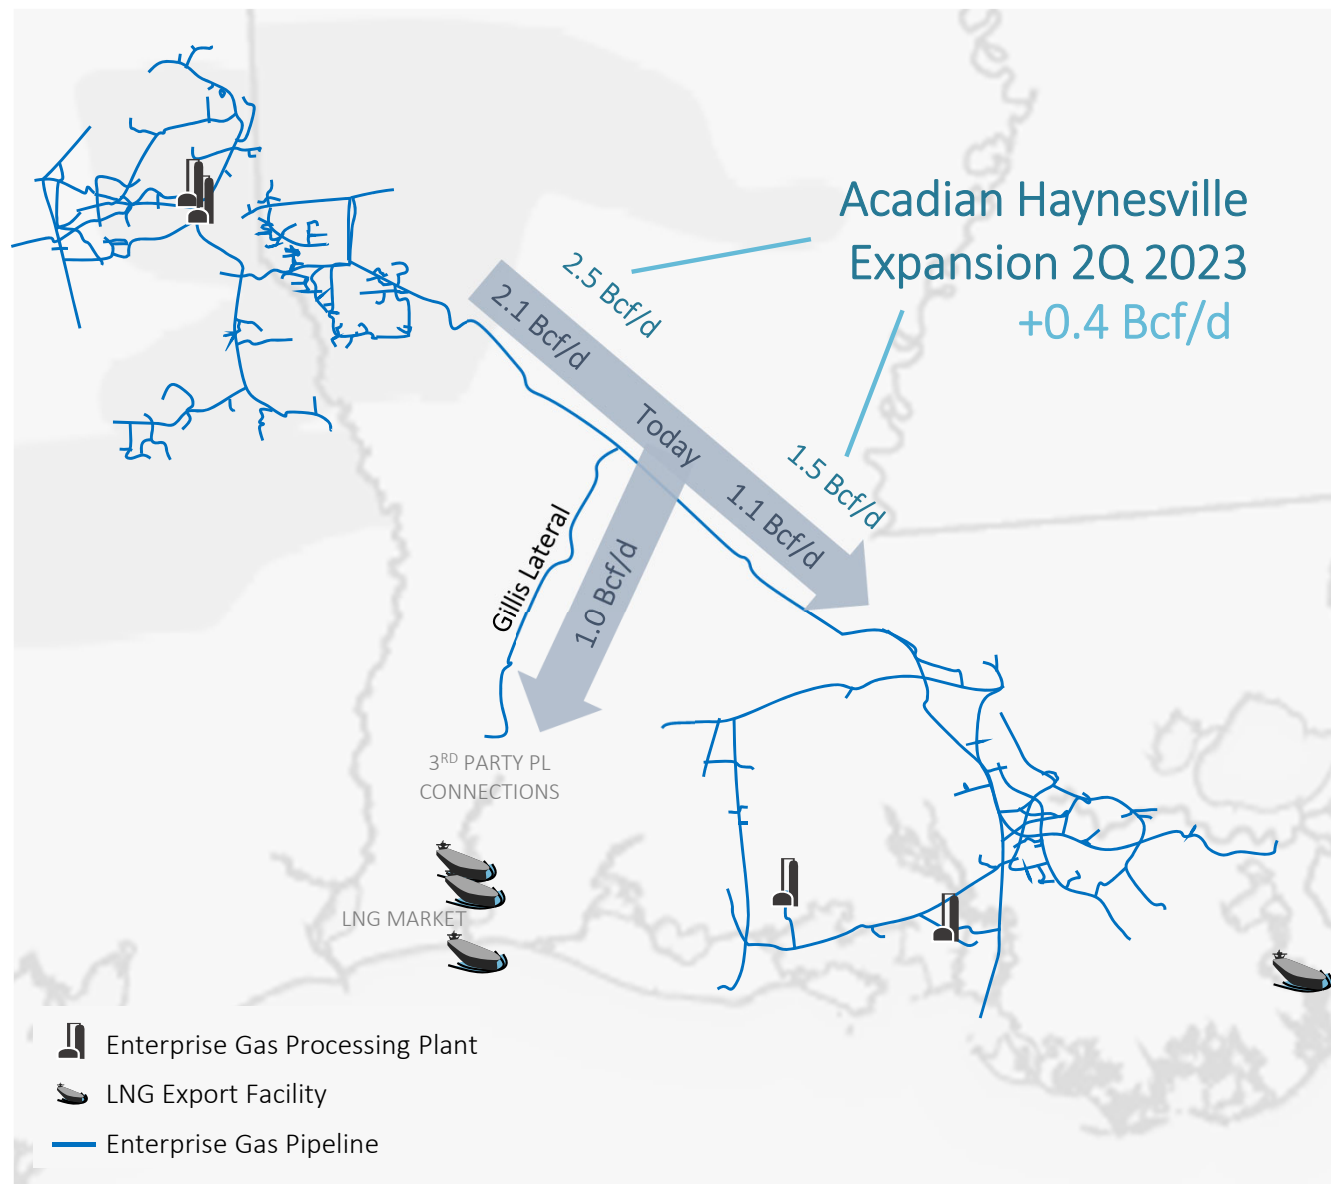 Acadian Haynesville
Expansion 2Q 2023
+0.4 Bcf/d
2.5 Bcf/d
2.1 Bcf/d
Today
1.5 Bcf/d
1.1 Bcf/d
1.0 Bcf/d
Gillis Lateral
3RD PARTY PL
CONNECTIONS
LNG MARKET
Enterprise Gas Processing Plant
LNG Export Facility
Enterprise Gas Pipeline